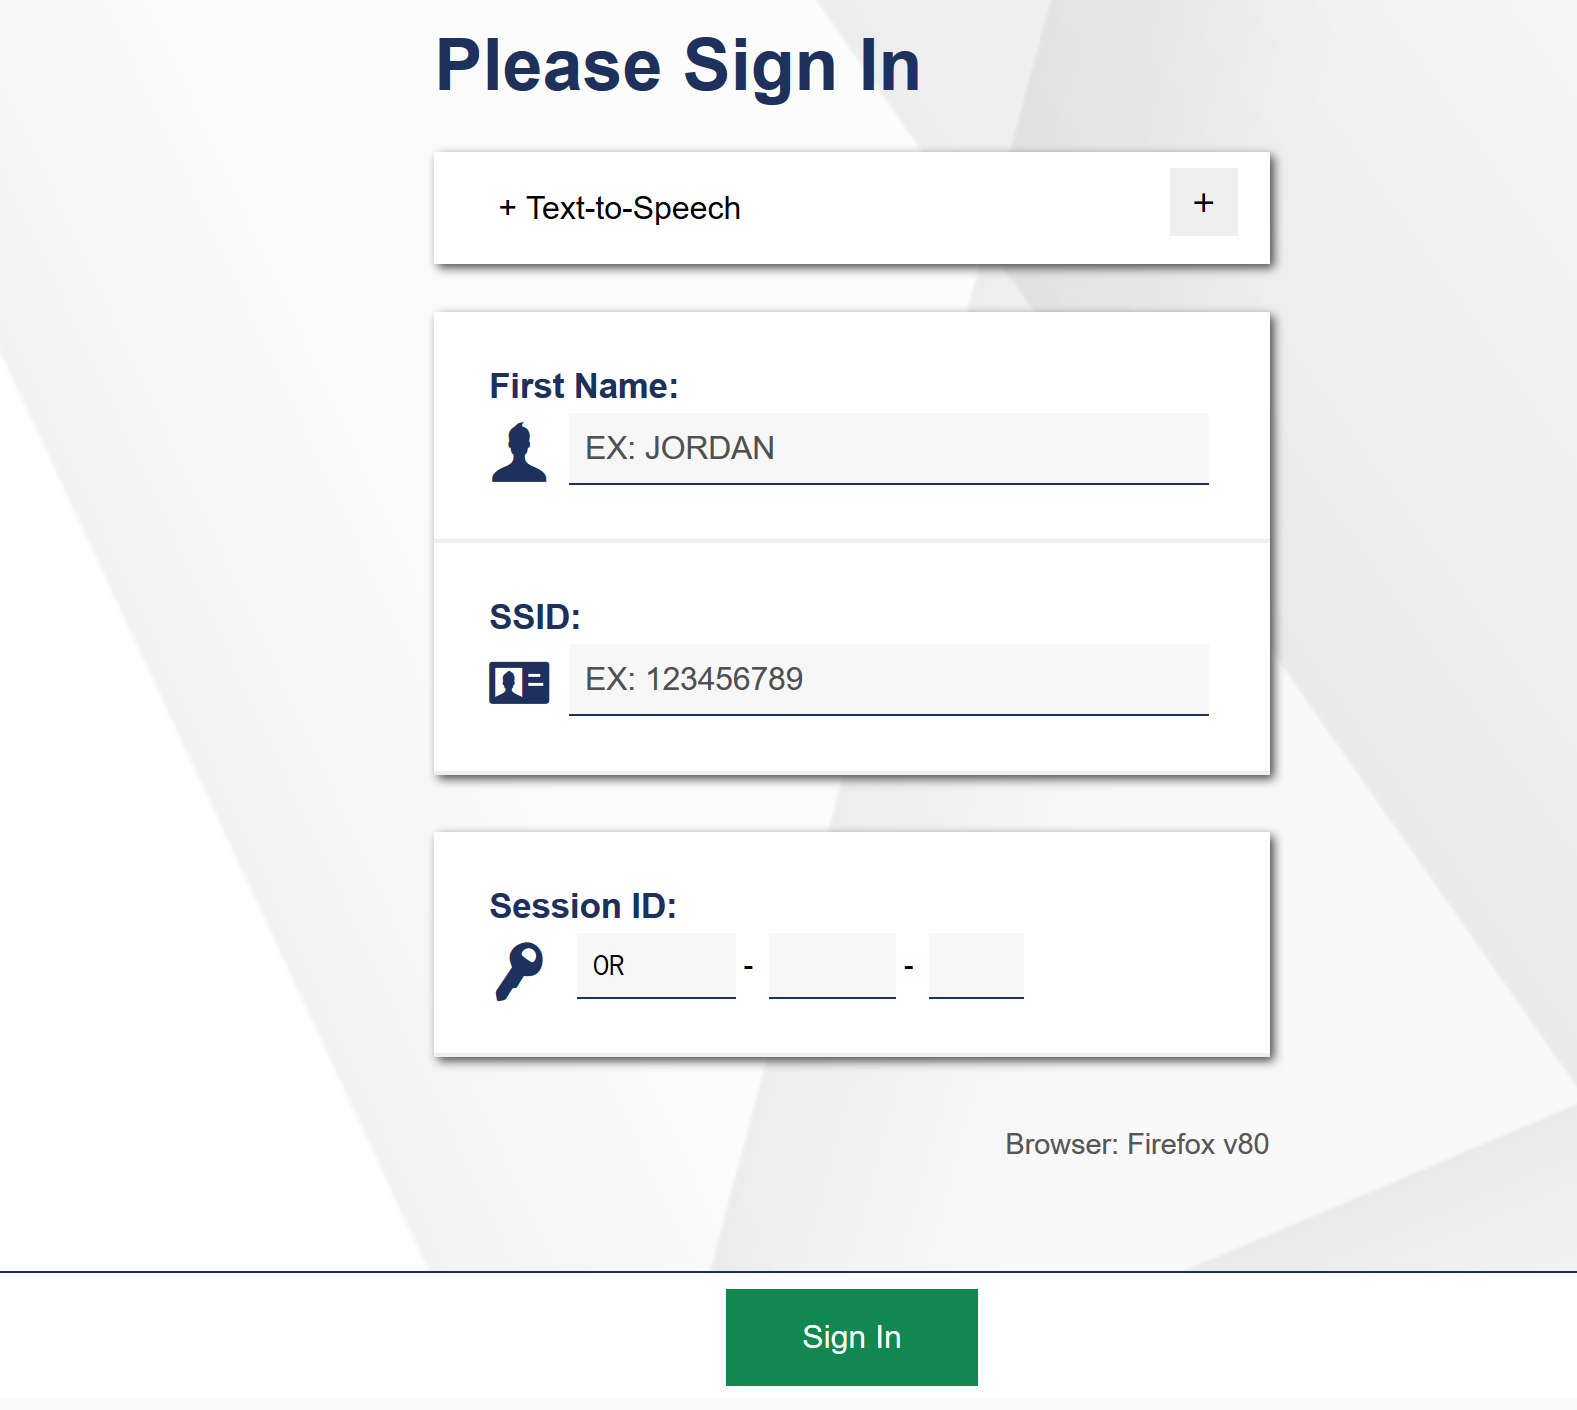 Please Sign In
+ Text-to-Speech
+
First Name:
EX: JORDAN
SSID:
EX: 123456789
Session ID:
OR - -
Browser: Firefox v80
Sign In